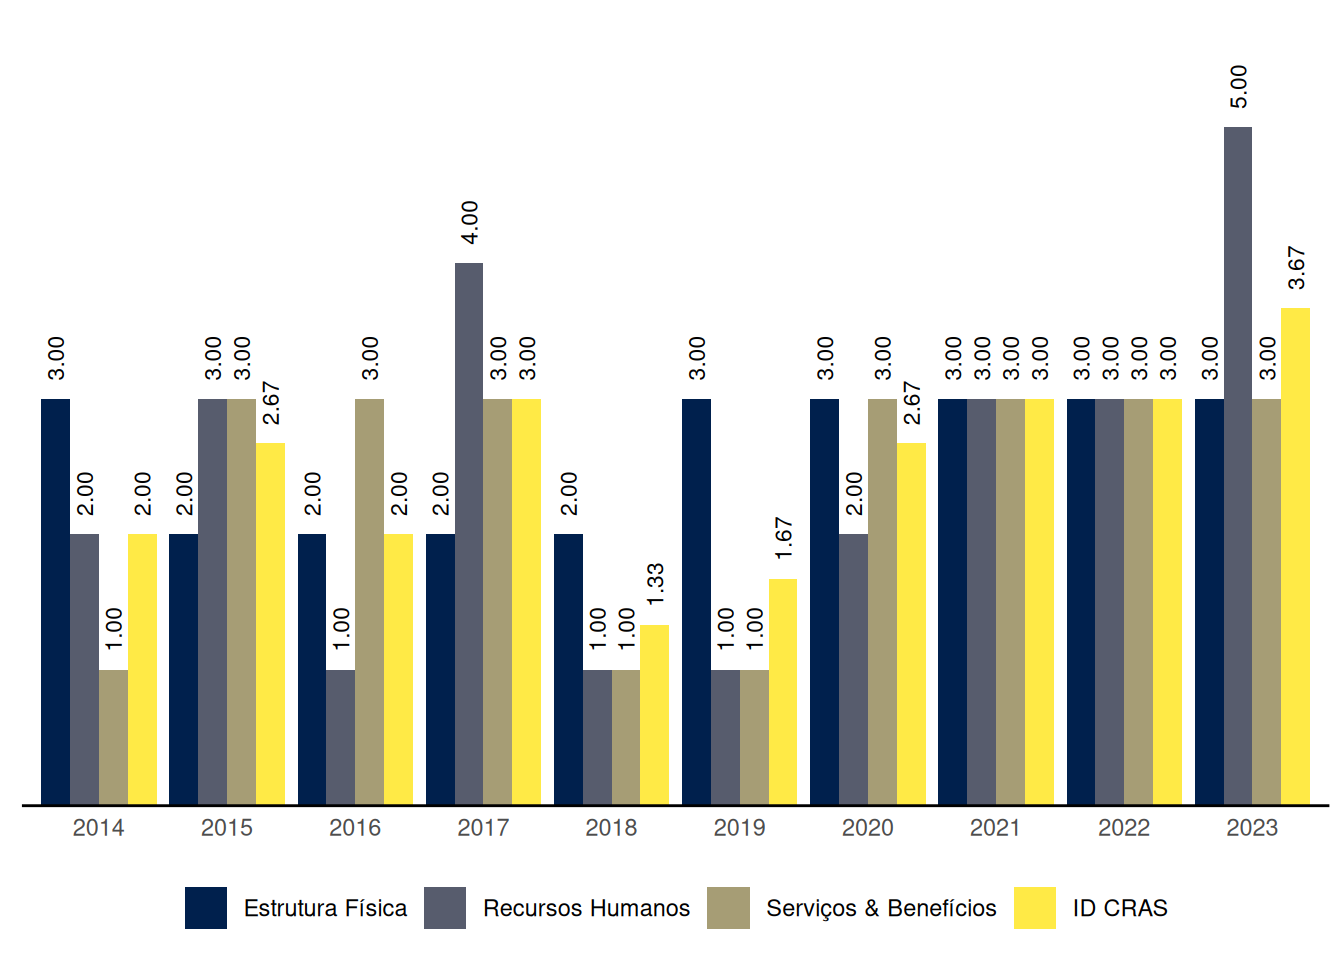 5.00
4.00
3.67
3.00 3.00 3.00 3.00 3.00 3.00 3.00 3.00 3.00 3.00 3.00 3.00 3.00 3.00 3.00 3.00 3.00 3.00 3.00 3.00
2.67 2.67
2.00 2.00 2.00 2.00 2.00 2.00 2.00 2.00
1.67
1.33
1.00 1.00 1.00 1.00 1.00 1.00
2014 2015 2016 2017 2018 2019 2020 2021 2022 2023
Estrutura Física Recursos Humanos Serviços & Benefícios ID CRAS